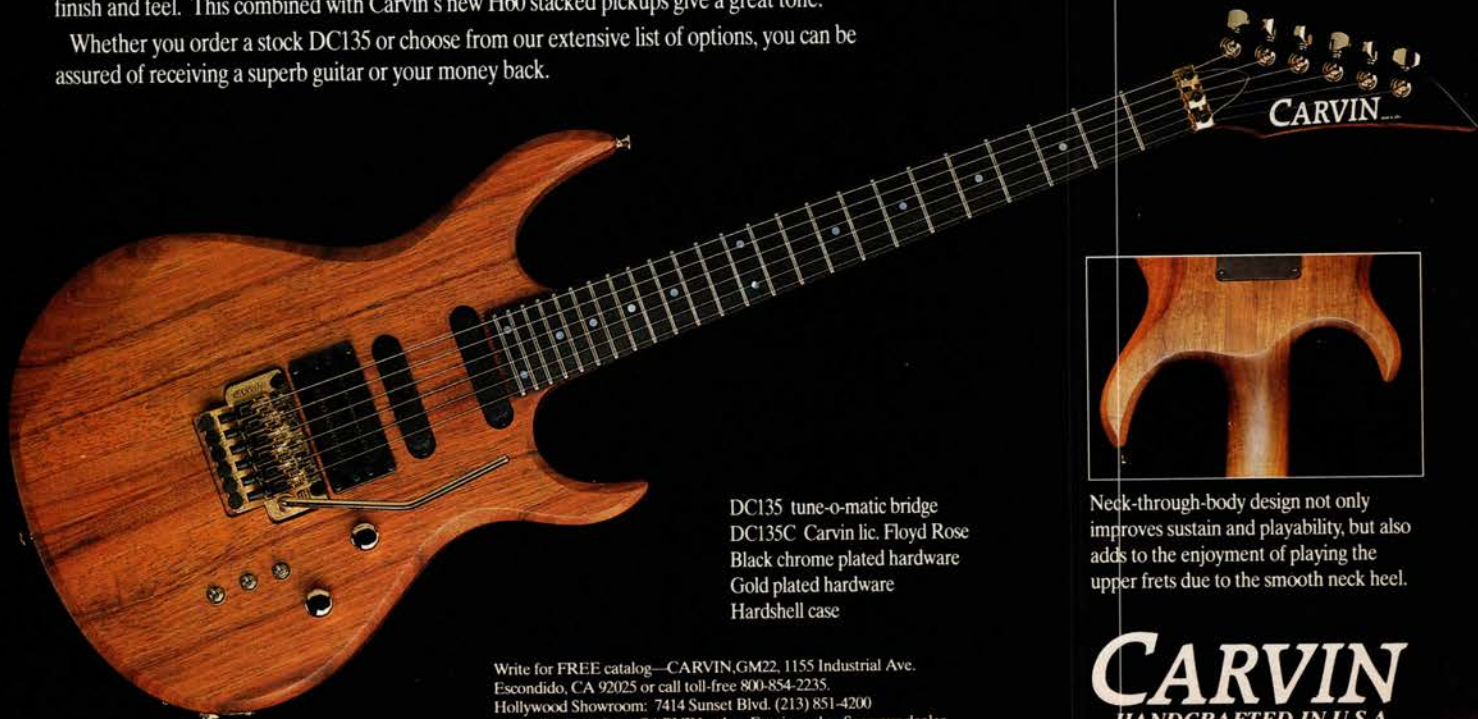 finish and feel. This combined with Carvin's new H60 stacked pickups give a great tone.
Whether you order a stock DC135 or choose from our extensive list of options, you can be
assured of receiving a superb guitar or your money back.
CARVIN
DC135 tune-o-matic bridge
DC135C Carvin lic. Floyd Rose
Black chrome plated hardware
Gold plated hardware
Hardshell case
Neck-through-body design not only
improves sustain and playability, but also
adds to the enjoyment of playing the
upper frets due to the smooth neck heel.
Write for FREE catalog—CARVIN,GM22, 1155 Industrial Ave.
Escondido, CA 92025 or call toll-free 800-854-2235.
Hollywood Showroom: 7414 Sunset Blvd. (213) 851-4200
CARVIN
HANDCRAFTED IN U.S.A.